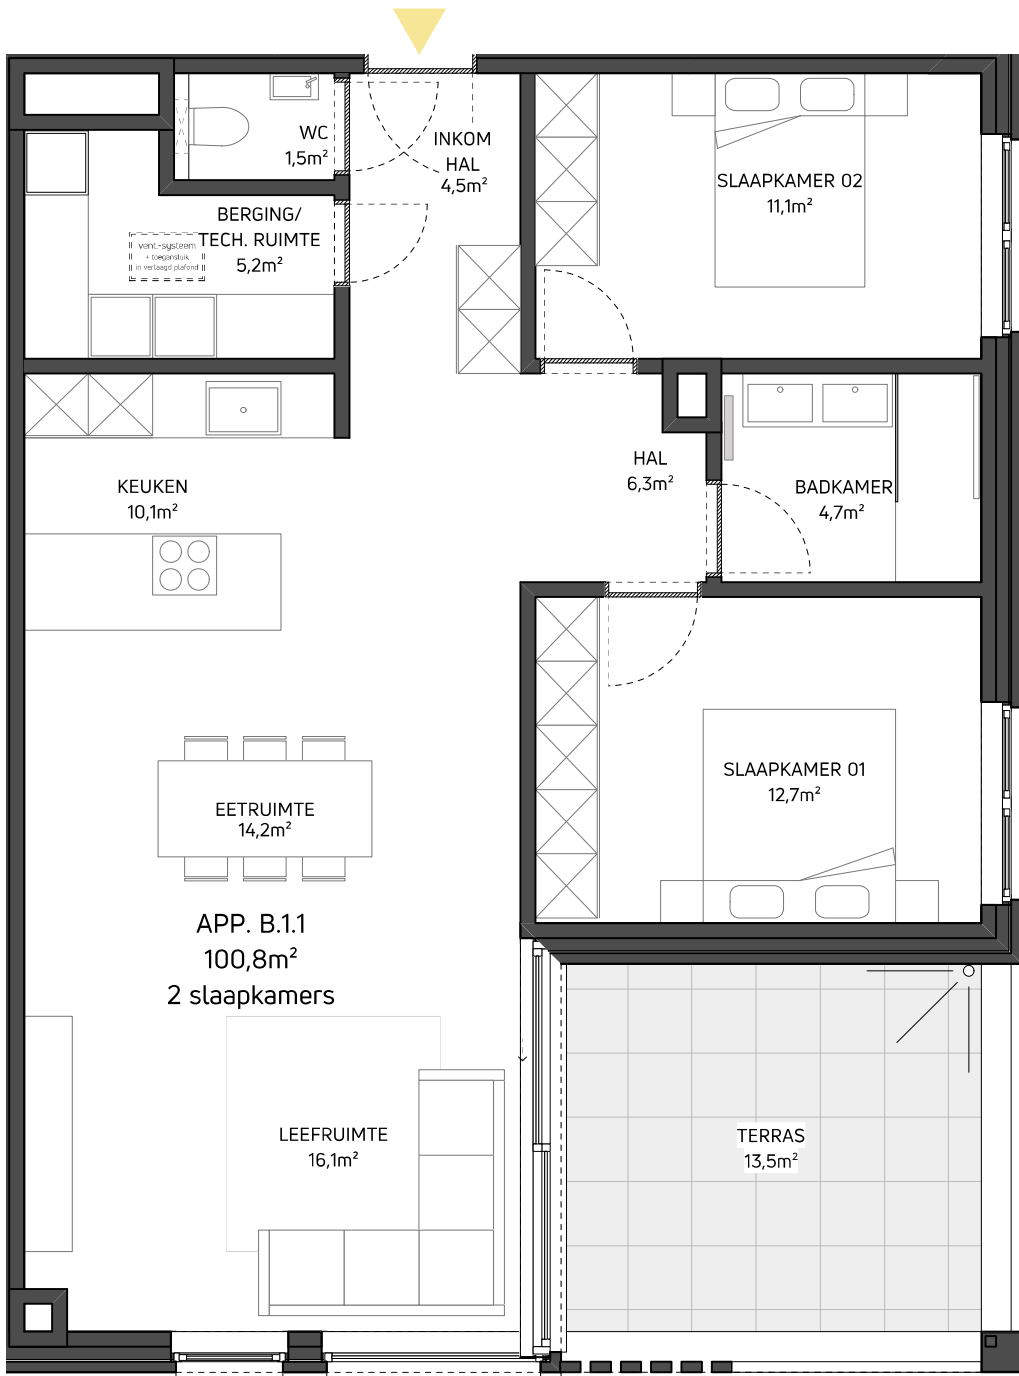 WC
1,5m²
INKOM
HAL
4,5m²
SLAAPKAMER 02
11,1m²
BERGING/
TECH. RUIMTE
5,2m²
vent.-systeem
+ toegangsluik
in verlaagd plafond
KEUKEN
10,1m²
HAL
6,3m²
BADKAMER
4,7m²
SLAAPKAMER 01
12,7m²
EETRUIMTE
14,2m²
APP. B.1.1
100,8m²
2 slaapkamers
LEEFRUIMTE
16,1m²
TERRAS
13,5m²